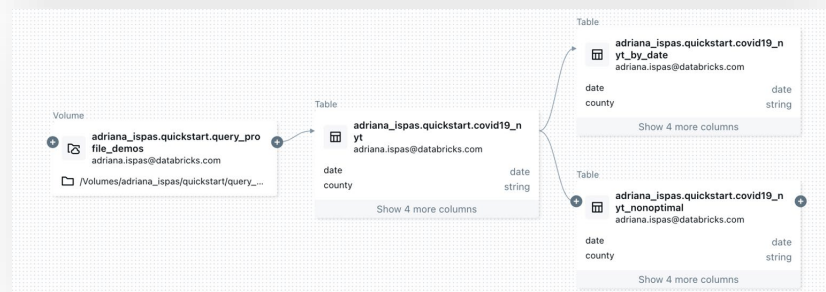 Volume
adriana_ispas.quickstart.query_pro
file_demos
adriana.ispas@databricks.com
/Volumes/adriana_ispas/quickstart/query_...
Table
adriana_ispas.quickstart.covid19_n
yt
adriana.ispas@databricks.com
date date
county string
Show 4 more columns
Table
adriana_ispas.quickstart.covid19_n
yt_by_date
adriana.ispas@databricks.com
date date
county string
Show 4 more columns
Table
adriana_ispas.quickstart.covid19_n
yt_nonoptimal
adriana.ispas@databricks.com
date date
county string
Show 4 more columns